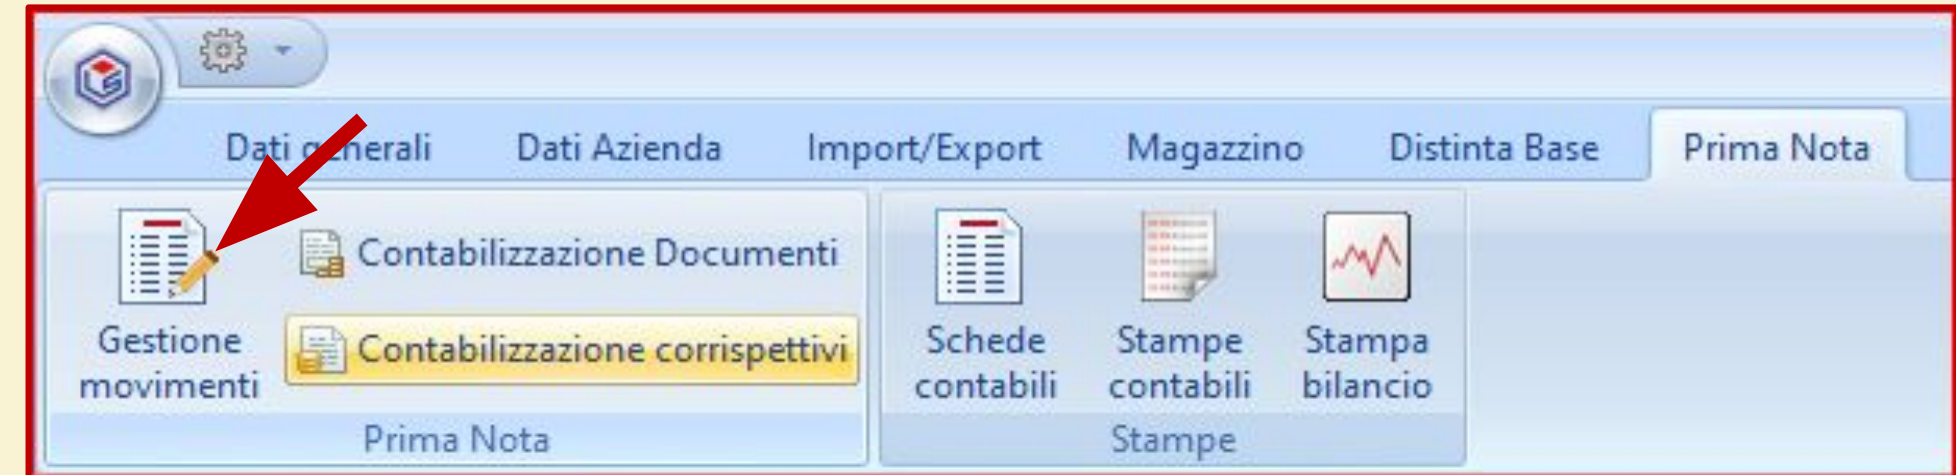 Dati generali Dati Azienda Import/Export Magazzino Distinta Base Prima Nota
Contabilizzazione Documenti
Gestione
movimenti
Contabilizzazione corrispettivi
Schede
contabili
Stampe
contabili
Stampa
bilancio
Prima Nota
Stampe